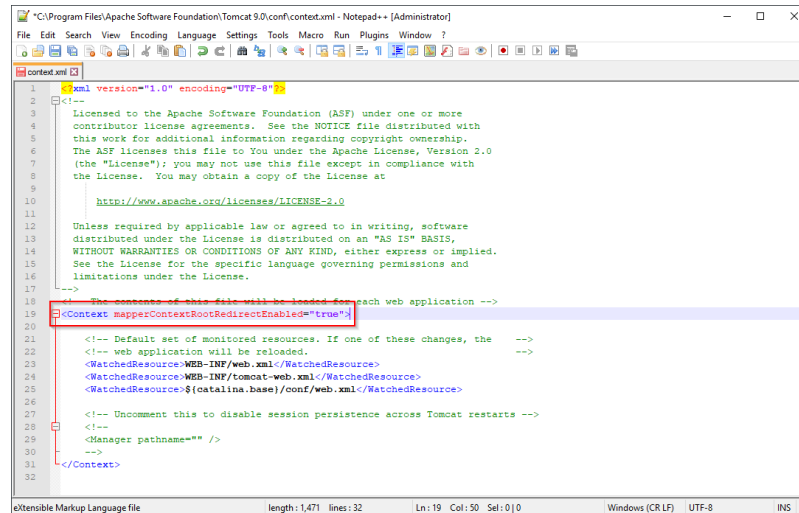 *C:\Program Files\Apache Software Foundation\Tomcat 9.0\conf\context.xml - Notepad++ [Administrator]
File Edit Search View Encoding Language Settings Tools Macro Run Plugins Window ?
context.xml
1 <?xml version="1.0" encoding="UTF-8"?>
2 <!--
3 Licensed to the Apache Software Foundation (ASF) under one or more
4 contributor license agreements. See the NOTICE file distributed with
5 this work for additional information regarding copyright ownership.
6 The ASF licenses this file to You under the Apache License, Version 2.0
7 (the "License"); you may not use this file except in compliance with
8 the License. You may obtain a copy of the License at
9
10 http://www.apache.org/licenses/LICENSE-2.0
11
12 Unless required by applicable law or agreed to in writing, software
13 distributed under the License is distributed on an "AS IS" BASIS,
14 WITHOUT WARRANTIES OR CONDITIONS OF ANY KIND, either express or implied.
15 See the License for the specific language governing permissions and
16 limitations under the License.
17 -->
18 <!-- The contents of this file will be loaded for each web application -->
19 <Context mapperContextRootRedirectEnabled="true">
20
21 <!-- Default set of monitored resources. If one of these changes, the -->
22 <!-- web application will be reloaded. -->
23 <WatchedResource>WEB-INF/web.xml</WatchedResource>
24 <WatchedResource>WEB-INF/tomcat-web.xml</WatchedResource>
25 <WatchedResource>${catalina.base}/conf/web.xml</WatchedResource>
26
27 <!-- Uncomment this to disable session persistence across Tomcat restarts -->
28 <!--
29 <Manager pathname="" />
30 -->
31 </Context>
32
eXtensible Markup Language file length : 1,471 lines : 32 Ln : 19 Col : 50 Sel : 0 | 0 Windows (CR LF) UTF-8 INS